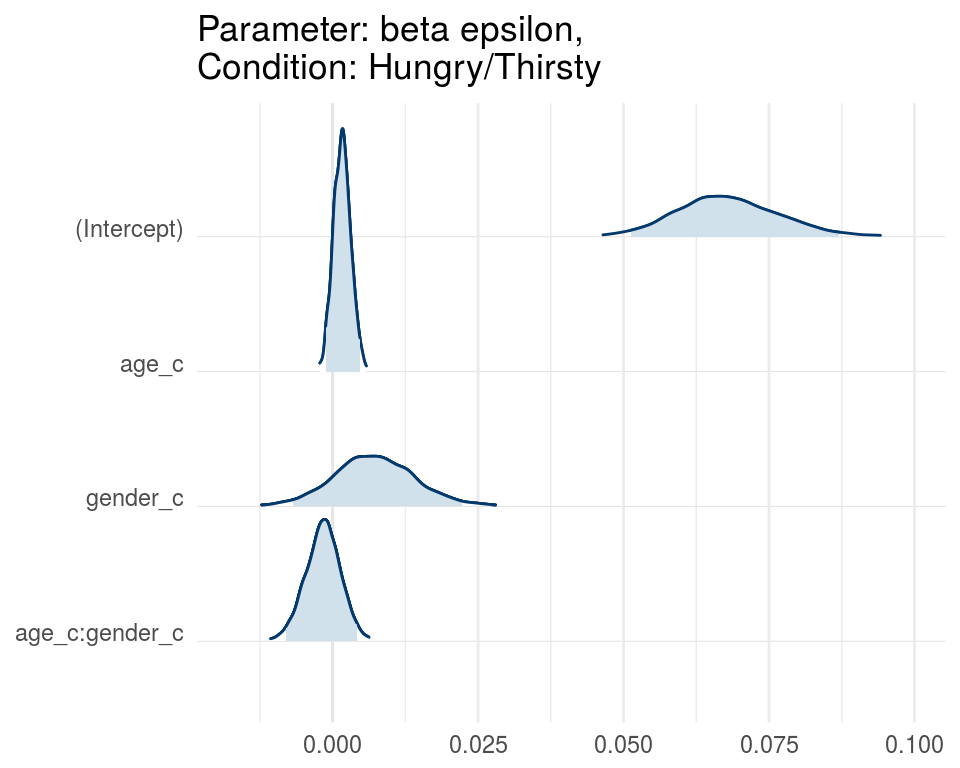 Parameter: beta epsilon,
Condition: Hungry/Thirsty
(Intercept)
age_c
gender_c
age_c:gender_c
0.000 0.025 0.050 0.075 0.100